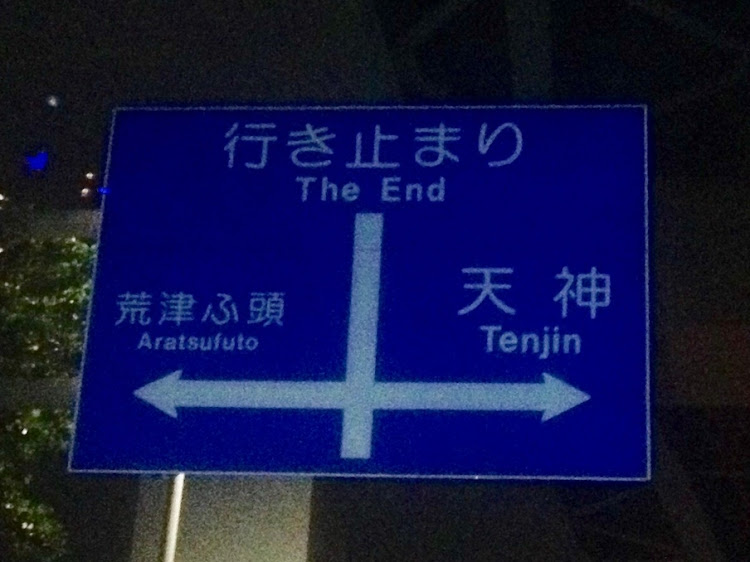 行き止まり
The End
荒津ふ頭
Aratsufuto
天神
Tenjin